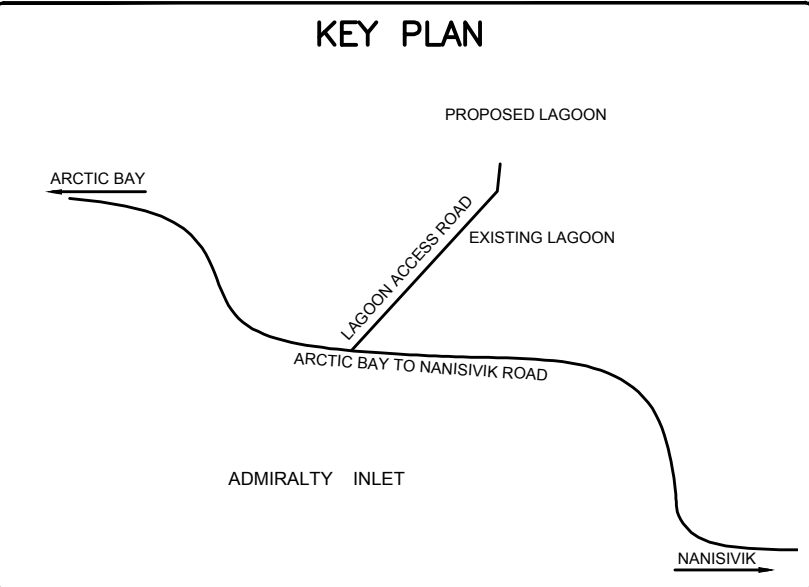 KEY PLAN
PROPOSED LAGOON
ARCTIC BAY
LAGOON ACCESS ROAD
EXISTING LAGOON
ARCTIC BAY TO NANISIVIK ROAD
ADMIRALTY INLET
NANISIVIK